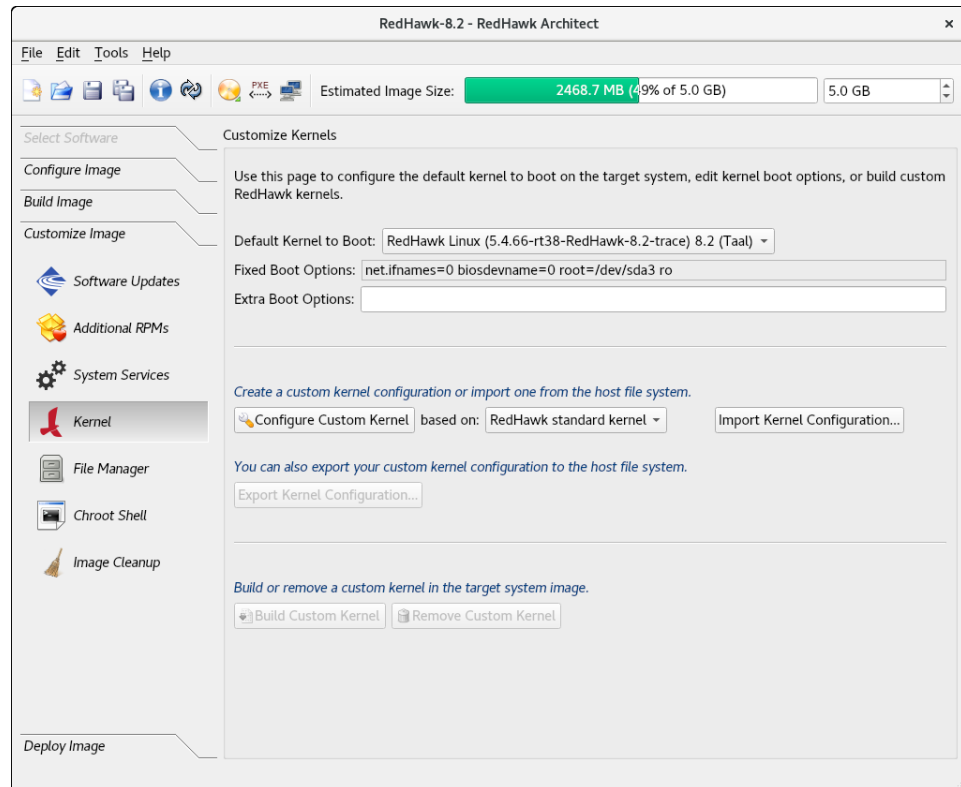 RedHawk-8.2 - RedHawk Architect ×
File Edit Tools Help
PXE Estimated Image Size: 2468.7 MB (49% of 5.0 GB) 5.0 GB
Select Software
Configure Image
Build Image
Customize Image
Software Updates
Additional RPMs
System Services
Kernel
File Manager
Chroot Shell
Image Cleanup
Deploy Image
Customize Kernels
Use this page to configure the default kernel to boot on the target system, edit kernel boot options, or build custom
RedHawk kernels.
Default Kernel to Boot: RedHawk Linux (5.4.66-rt38-RedHawk-8.2-trace) 8.2 (Taal)
Fixed Boot Options: net.ifnames=0 biosdevname=0 root=/dev/sda3 ro
Extra Boot Options:
Create a custom kernel configuration or import one from the host file system.
Configure Custom Kernel based on: RedHawk standard kernel Import Kernel Configuration...
You can also export your custom kernel configuration to the host file system.
Export Kernel Configuration...
Build or remove a custom kernel in the target system image.
Build Custom Kernel Remove Custom Kernel